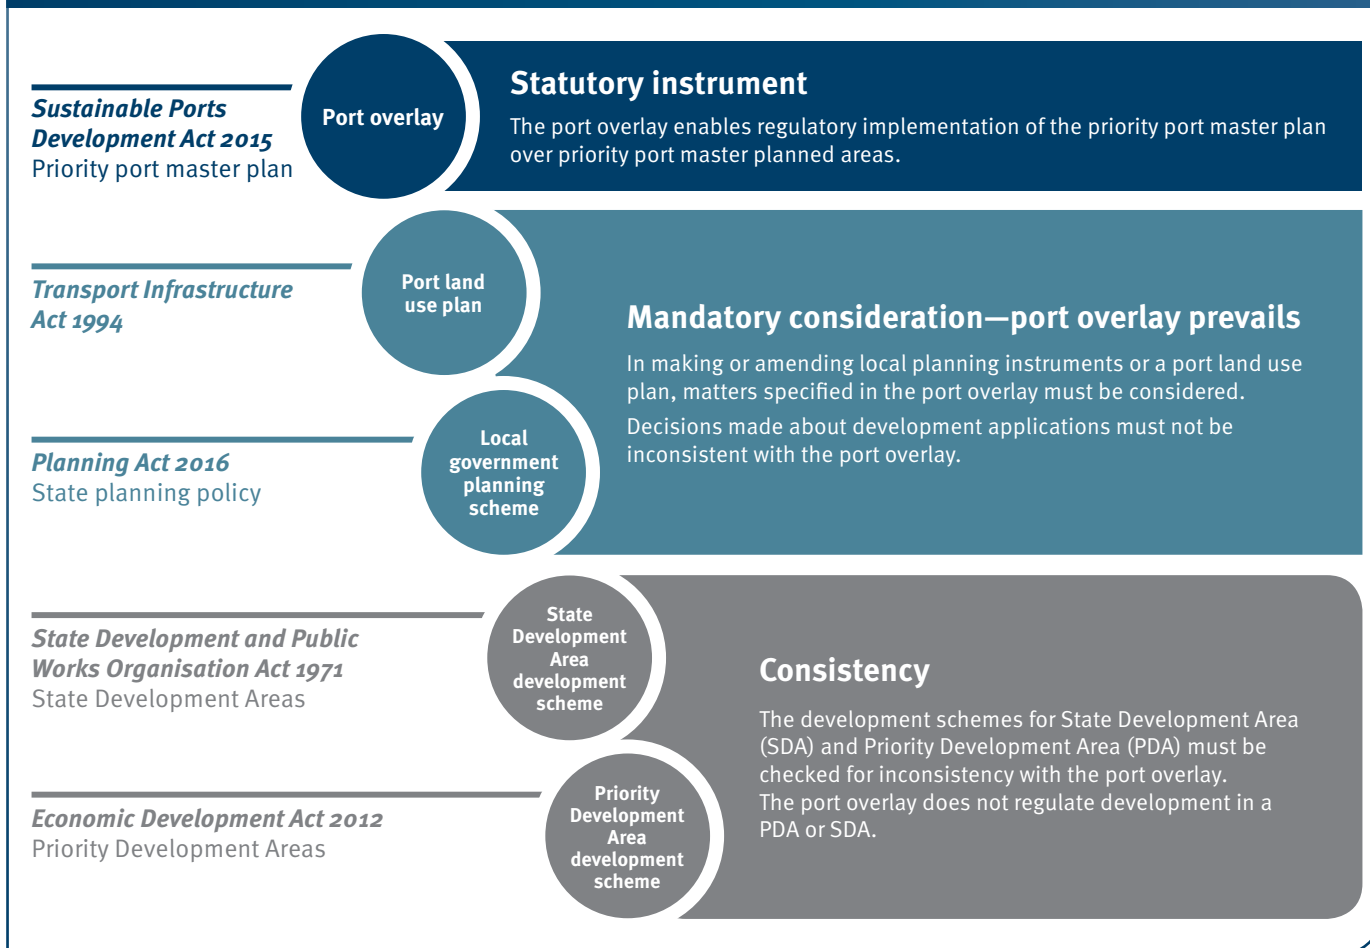 Sustainable Ports
Development Act 2015
Priority port master plan
Port overlay
Statutory instrument
The port overlay enables regulatory implementation of the priority port master plan
over priority port master planned areas.
Transport Infrastructure
Act 1994
Port land
use plan
Planning Act 2016
State planning policy
Local
government
planning
scheme
Mandatory consideration—port overlay prevails
In making or amending local planning instruments or a port land use
plan, matters specified in the port overlay must be considered.
Decisions made about development applications must not be
inconsistent with the port overlay.
State Development and Public
Works Organisation Act 1971
State Development Areas
State
Development
Area
development
scheme
Economic Development Act 2012
Priority Development Areas
Priority
Development
Area
development
scheme
Consistency
The development schemes for State Development Area
(SDA) and Priority Development Area (PDA) must be
checked for inconsistency with the port overlay.
The port overlay does not regulate development in a
PDA or SDA.